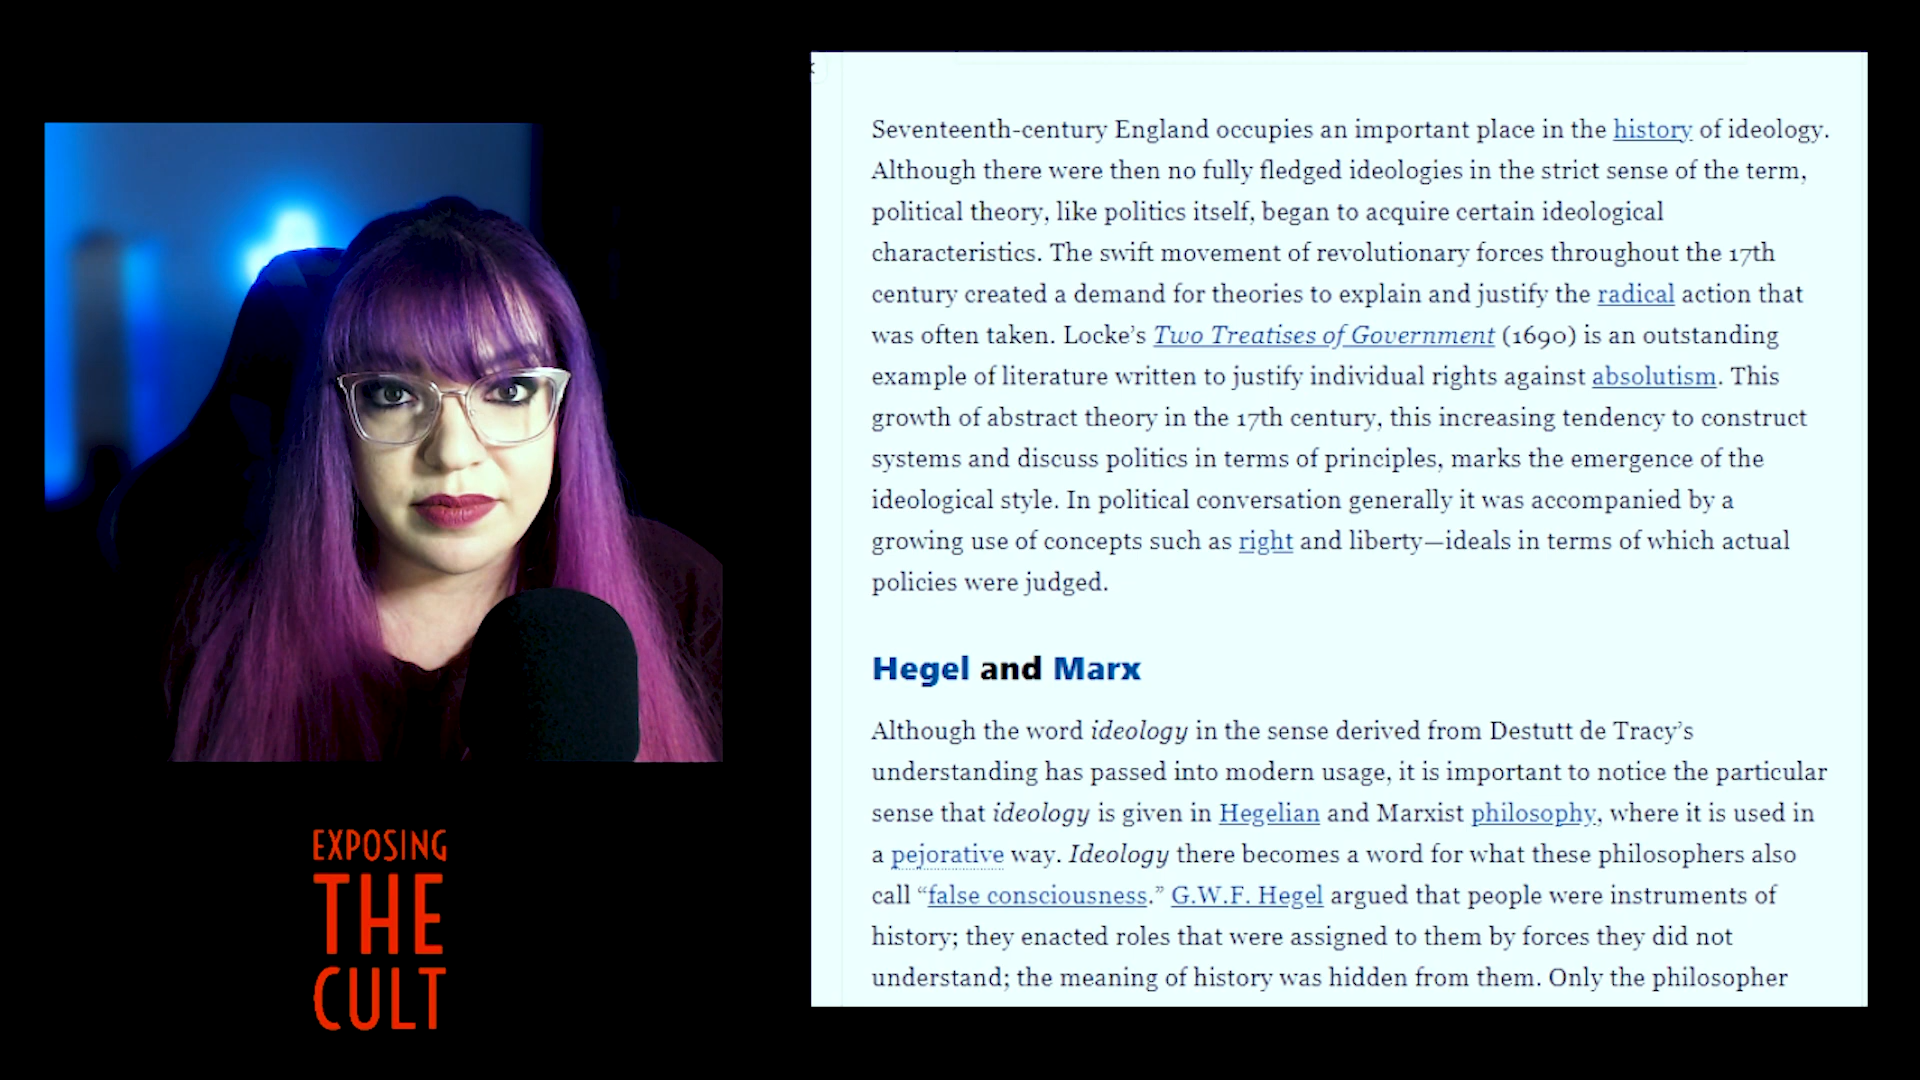 EXPOSING
THE
CULT
Seventeenth-century England occupies an important place in the history of ideology.
Although there were then no fully fledged ideologies in the strict sense of the term,
political theory, like politics itself, began to acquire certain ideological
characteristics. The swift movement of revolutionary forces throughout the 17th
century created a demand for theories to explain and justify the radical action that
was often taken. Locke’s Two Treatises of Government (1690) is an outstanding
example of literature written to justify individual rights against absolutism. This
growth of abstract theory in the 17th century, this increasing tendency to construct
systems and discuss politics in terms of principles, marks the emergence of the
ideological style. In political conversation generally it was accompanied by a
growing use of concepts such as right and liberty—ideals in terms of which actual
policies were judged.
Hegel and Marx
Although the word ideology in the sense derived from Destutt de Tracy’s
understanding has passed into modern usage, it is important to notice the particular
sense that ideology is given in Hegelian and Marxist philosophy, where it is used in
a pejorative way. Ideology there becomes a word for what these philosophers also
call “false consciousness.” G.W.F. Hegel argued that people were instruments of
history; they enacted roles that were assigned to them by forces they did not
understand; the meaning of history was hidden from them. Only the philosopher